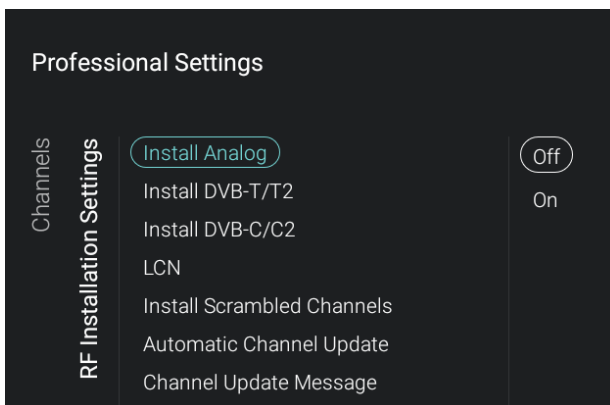 Professional Settings
Channels
RF Installation Settings
Install Analog
Install DVB-T/T2
Install DVB-C/C2
LCN
Install Scrambled Channels
Automatic Channel Update
Channel Update Message
Off
On